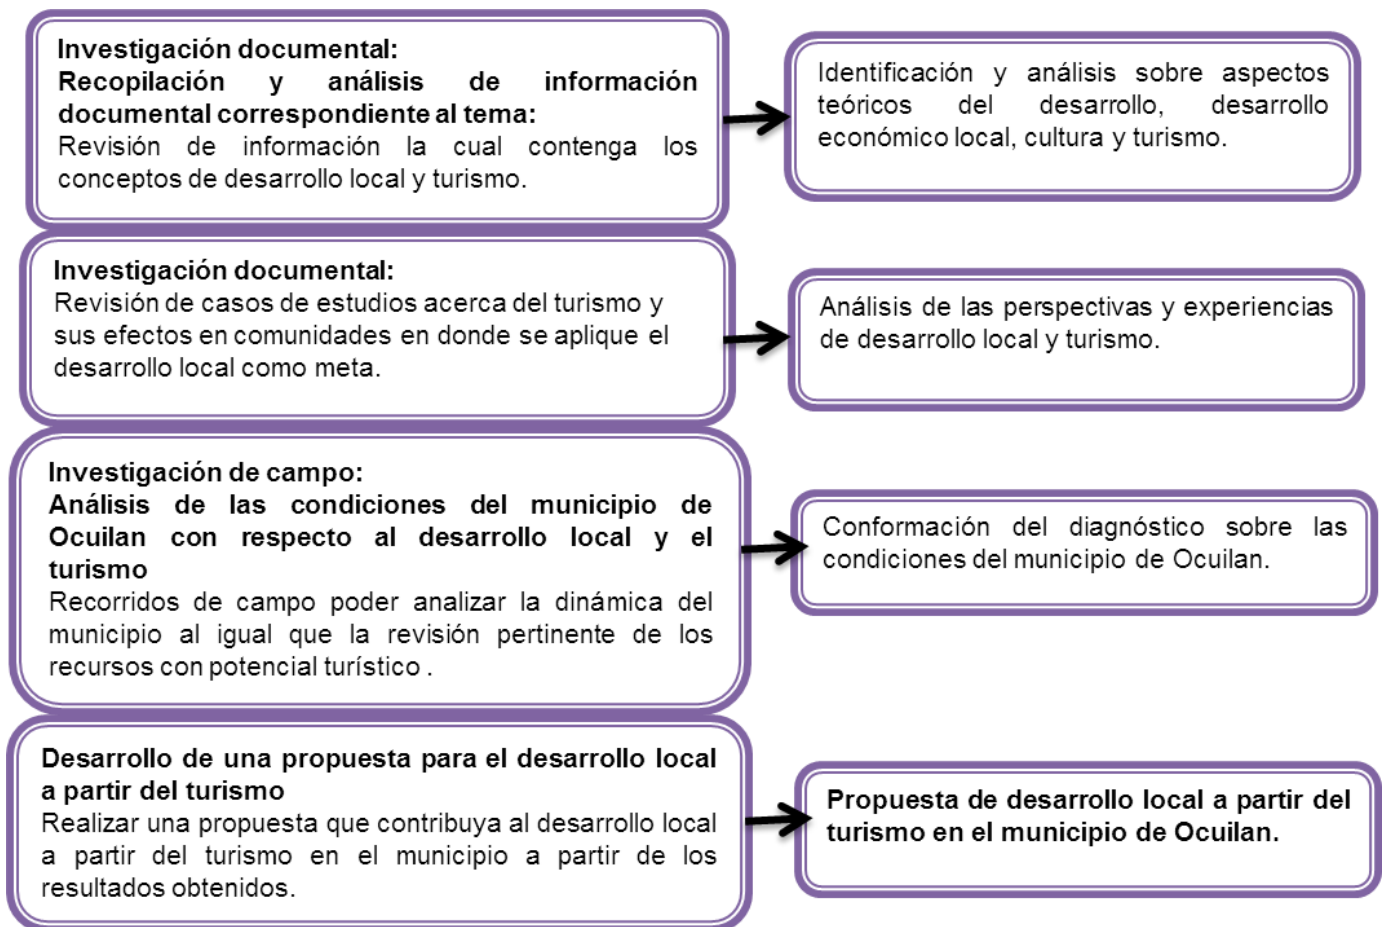 Investigación documental:
Recopilación y análisis de información
documental correspondiente al tema:
Revisión de información la cual contenga los
conceptos de desarrollo local y turismo.
Identificación y análisis sobre aspectos
teóricos del desarrollo, desarrollo
económico local, cultura y turismo.
Investigación documental:
Revisión de casos de estudios acerca del turismo y
sus efectos en comunidades en donde se aplique el
desarrollo local como meta.
Análisis de las perspectivas y experiencias
de desarrollo local y turismo.
Investigación de campo:
Análisis de las condiciones del municipio de
Ocuilan con respecto al desarrollo local y el
turismo
Recorridos de campo poder analizar la dinámica del
municipio al igual que la revisión pertinente de los
recursos con potencial turístico .
Conformación del diagnóstico sobre las
condiciones del municipio de Ocuilan.
Desarrollo de una propuesta para el desarrollo local
a partir del turismo
Realizar una propuesta que contribuya al desarrollo local
a partir del turismo en el municipio a partir de los
resultados obtenidos.
Propuesta de desarrollo local a partir del
turismo en el municipio de Ocuilan.